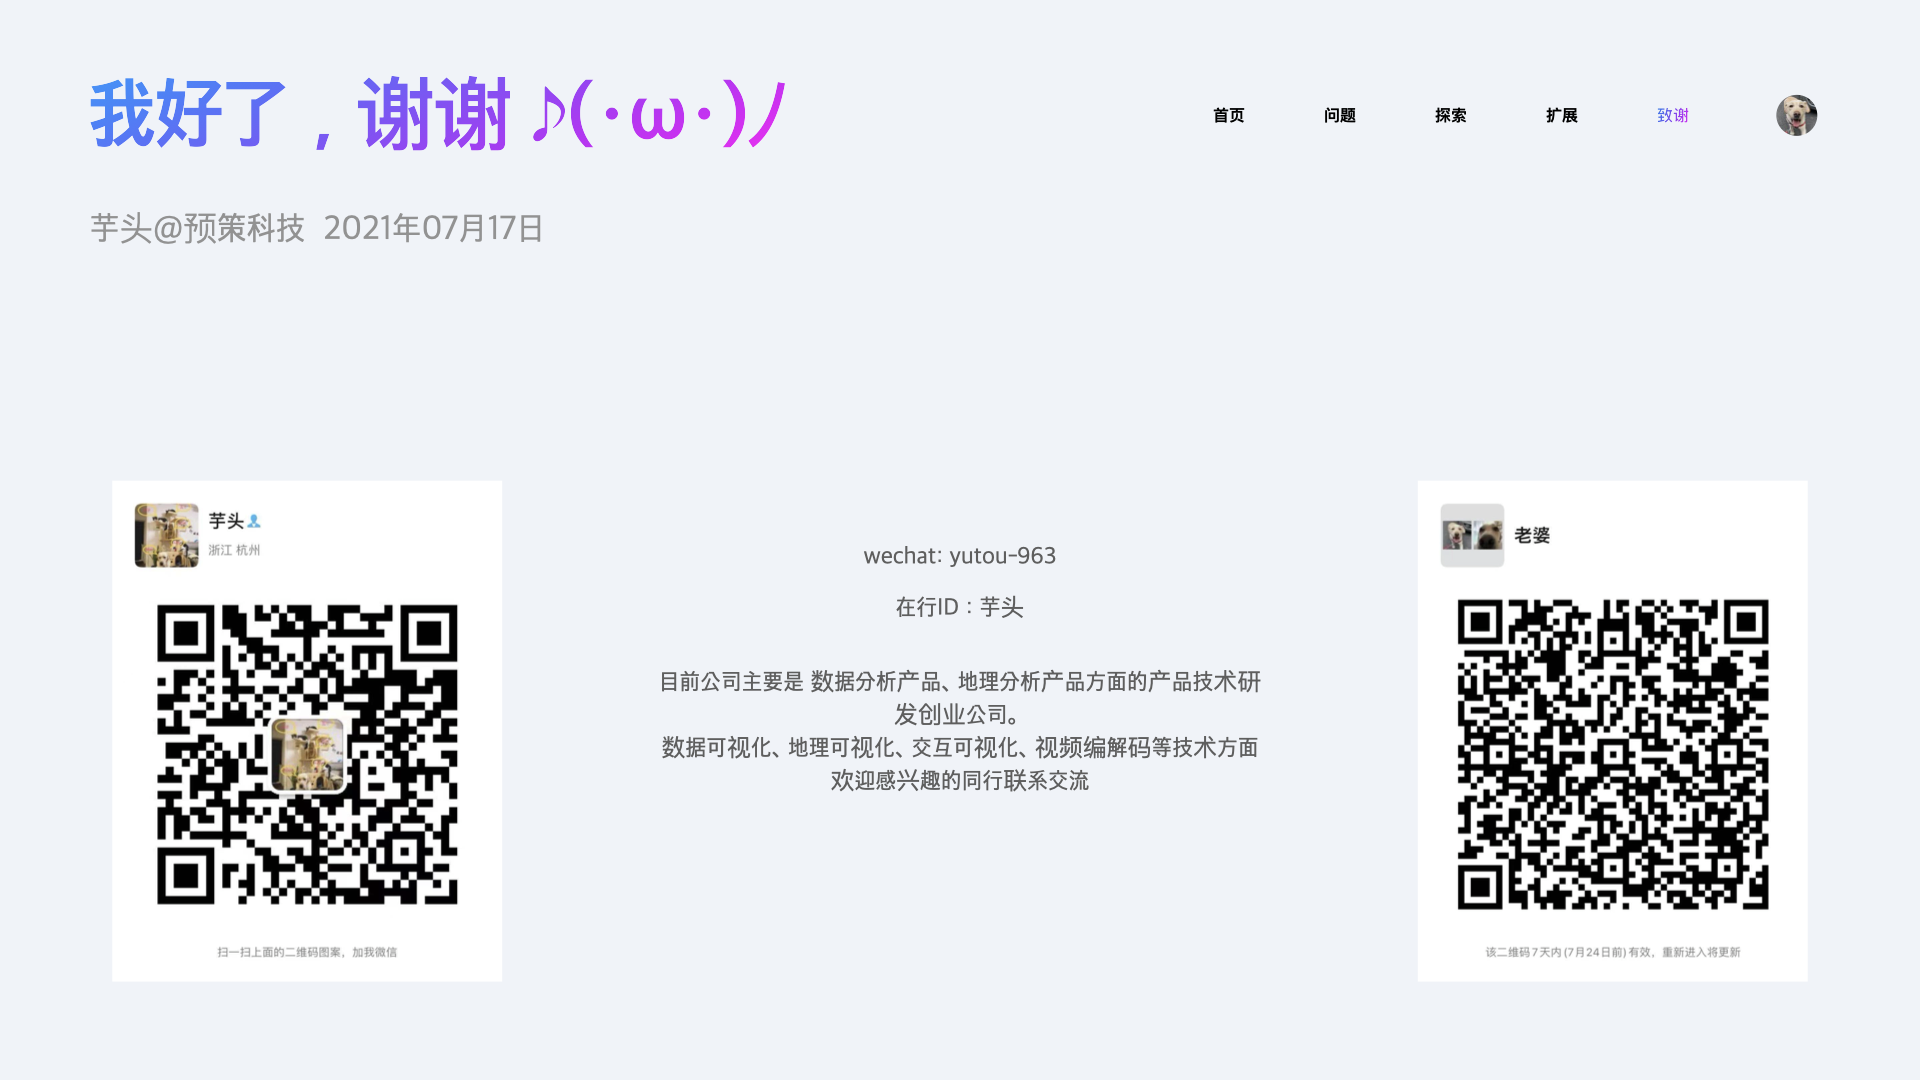 我好了，谢谢 ♪(･ω･)ﾉ
首页 问题 探索 扩展 致谢
芋头@预策科技 2021年07月17日
芋头
浙江 杭州
扫一扫上面的二维码图案，加我微信
wechat: yutou-963
在行ID：芋头
目前公司主要是 数据分析产品、地理分析产品方面的产品技术研
发创业公司。
数据可视化、地理可视化、交互可视化、视频编解码等技术方面
欢迎感兴趣的同行联系交流
老婆
该二维码7天内(7月24日前)有效，重新进入将更新